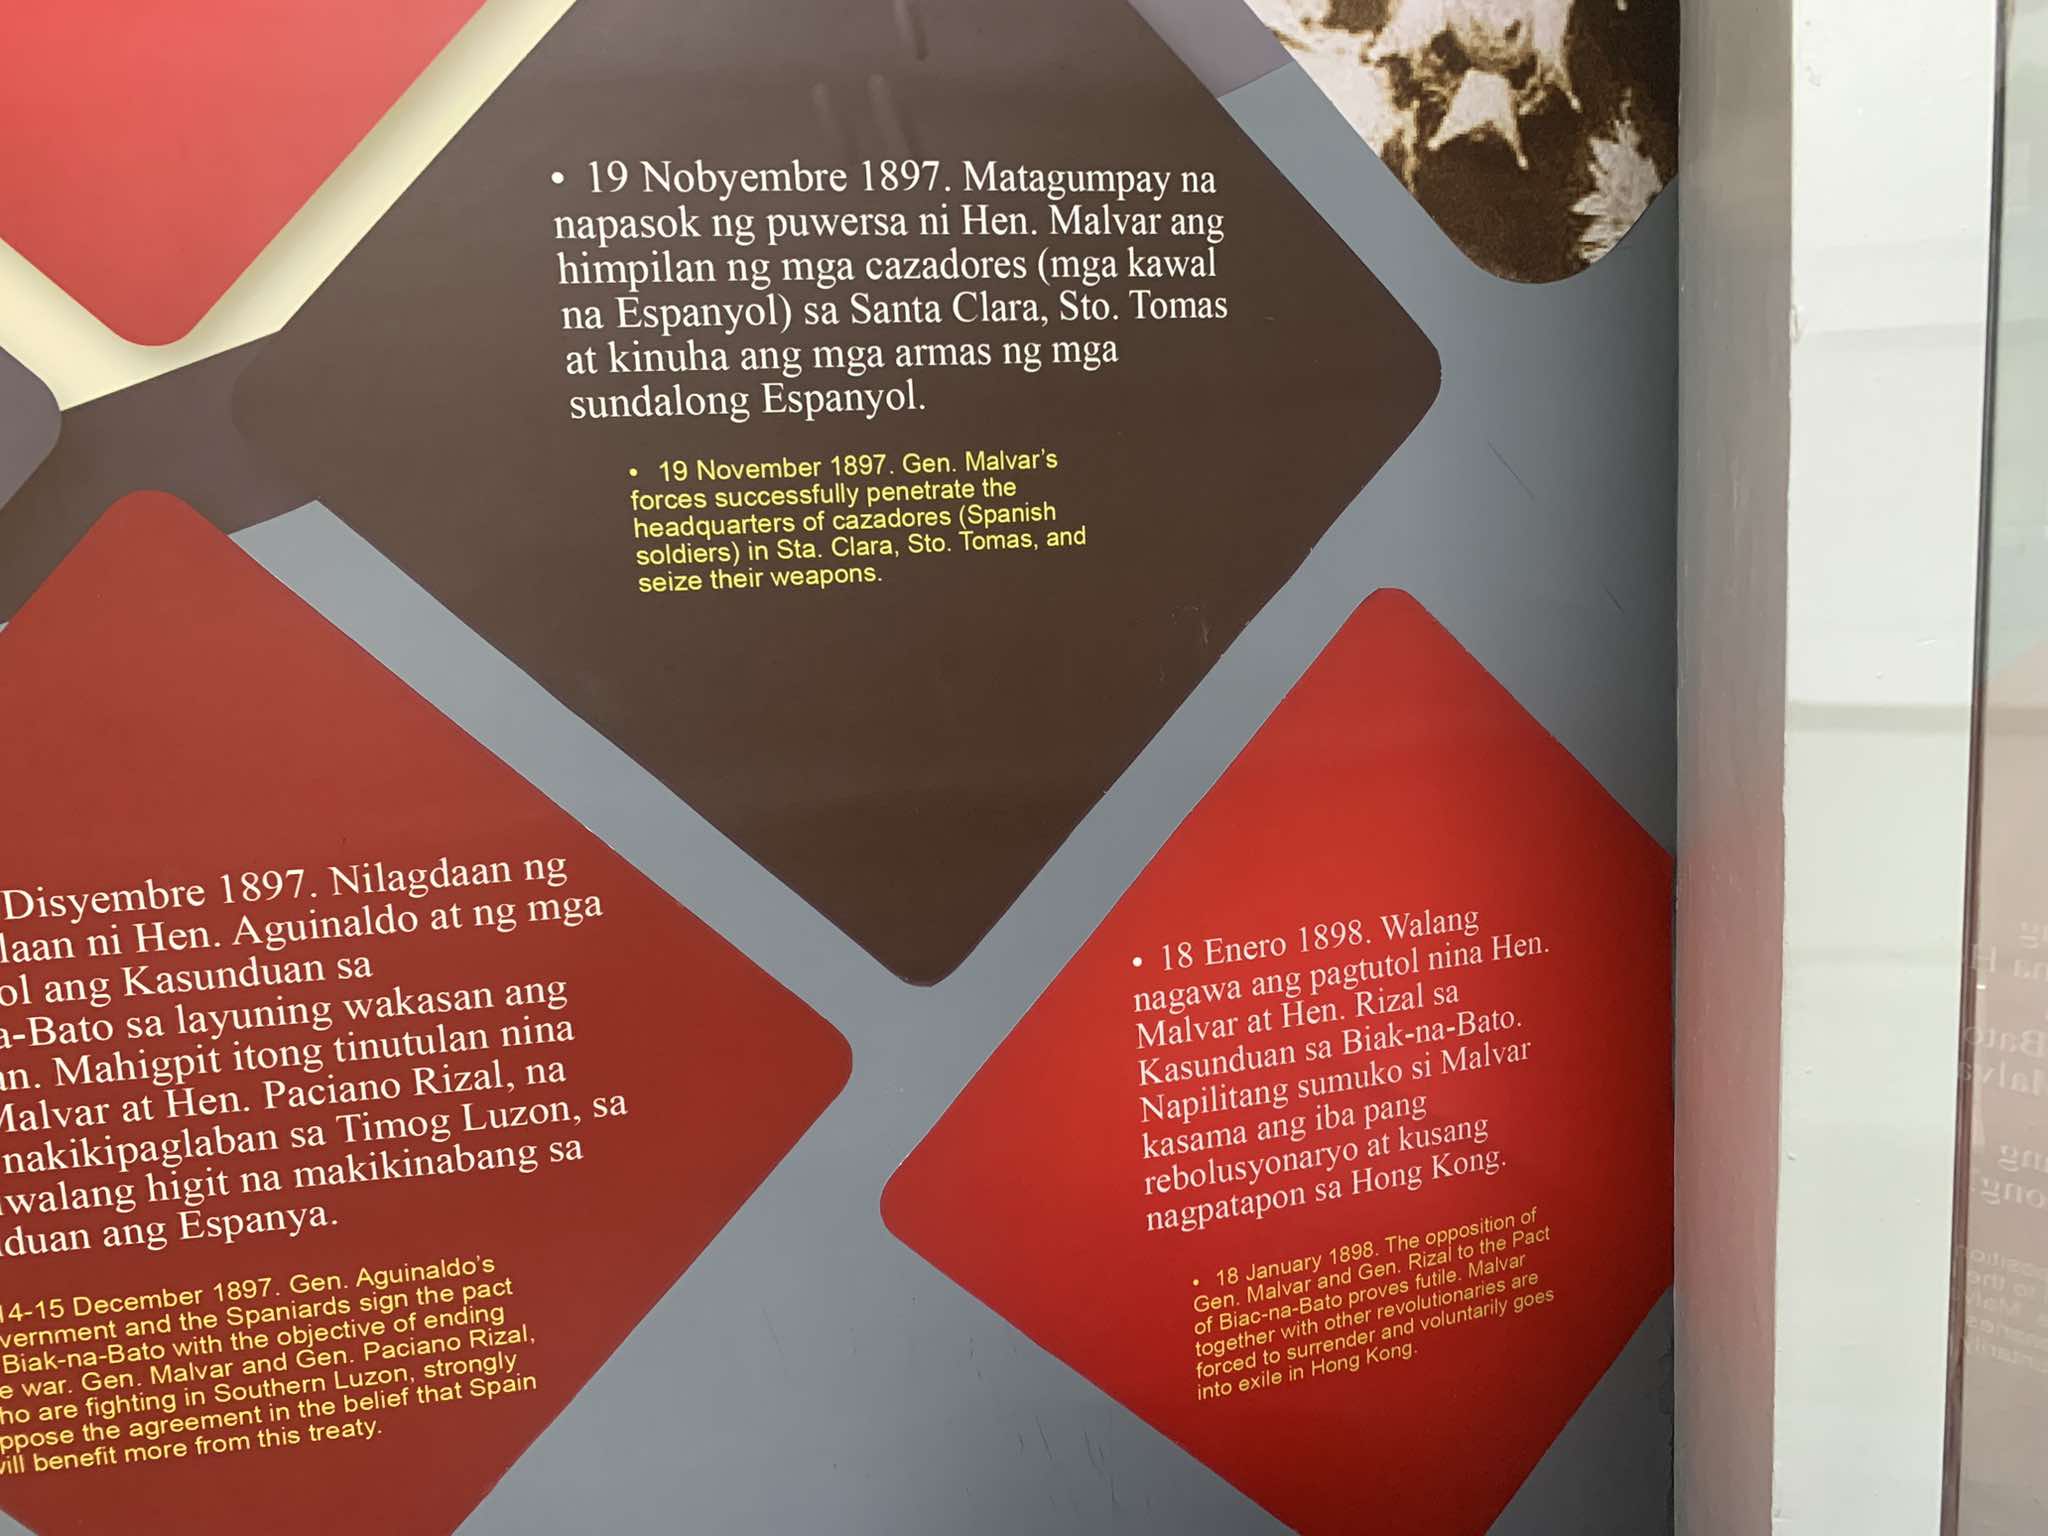 • 19 Nobyembre 1897. Matagumpay na
napasok ng puwersa ni Hen. Malvar ang
himpilan ng mga cazadores (mga kawal
na Espanyol) sa Santa Clara, Sto. Tomas
at kinuha ang mga armas ng mga
sundalong Espanyol.
• 19 November 1897. Gen. Malvar's
forces successfully penetrate the
headquarters of cazadores (Spanish
soldiers) in Sta. Clara, Sto. Tomas, and
seize their weapons.
Disyembre 1897. Nilagdaan ng
laan ni Hen. Aguinaldo at ng mga
ol ang Kasunduan sa
a-Bato sa layuning wakasan ang
an. Mahigpit itong tinutulan nina
Malvar at Hen. Paciano Rizal, na
nakikipaglaban sa Timog Luzon, sa
iwalang higit na makikinabang sa
duan ang Espanya.
14-15 December 1897. Gen. Aguinaldo's
vernment and the Spaniards sign the pact
Biak-na-Bato with the objective of ending
e war. Gen. Malvar and Gen. Paciano Rizal,
ho are fighting in Southern Luzon, strongly
ppose the agreement in the belief that Spain
will benefit more from this treaty.
• 18 Enero 1898. Walang
nagawa ang pagtutol nina Hen.
Malvar at Hen. Rizal sa
Kasunduan sa Biak-na-Bato.
Napilitang sumuko si Malvar
kasama ang iba pang
rebolusyonaryo at kusang
nagpatapon sa Hong Kong.
• 18 January 1898. The opposition of
Gen. Malvar and Gen. Rizal to the Pact
of Biac-na-Bato proves futile. Malvar
together with other revolutionaries are
forced to surrender and voluntarily goes
into exile in Hong Kong.